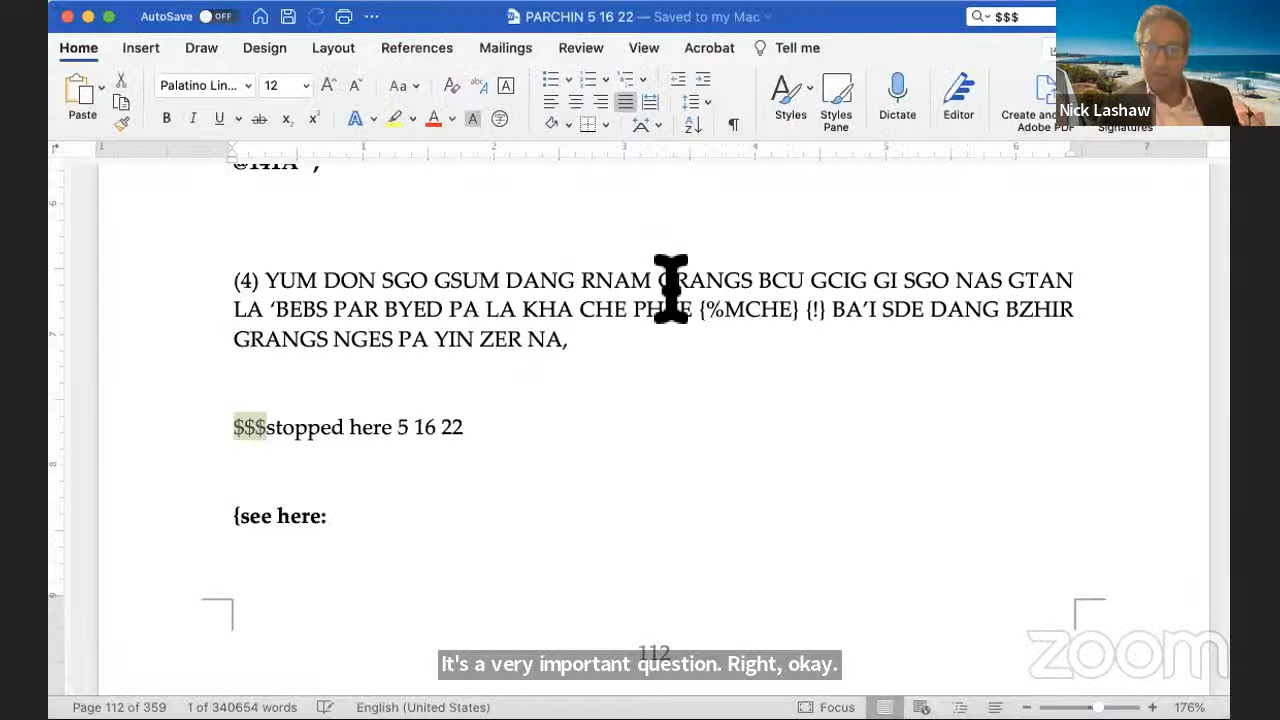 AutoSave OFF PARCHIN 5 16 22 — Saved to my Mac $$$
Home Insert Draw Design Layout References Mailings Review View Acrobat Tell me
Paste Palatino Lin... 12 Aa Styles Styles Pane Dictate Editor Create and Adobe PDF Signatures
Nick Lashaw
(4) YUM DON SGO GSUM DANG RNAM GRANGS BCU GCIG GI SGO NAS GTAN
LA ‘BEBS PAR BYED PA LA KHA CHE {%MCHE} {!} BA’I SDE DANG BZHIR
GRANGS NGES PA YIN ZER NA,
$$$stopped here 5 16 22
{see here:
112
It's a very important question. Right, okay.
zoom
Page 112 of 359 1 of 340654 words English (United States) Focus 176%